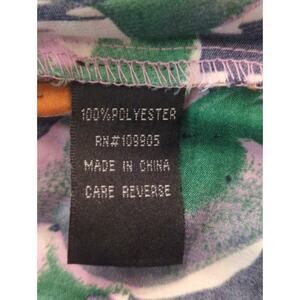 100%POLYESTER
RN#109905
MADE IN CHINA
CARE REVERSE